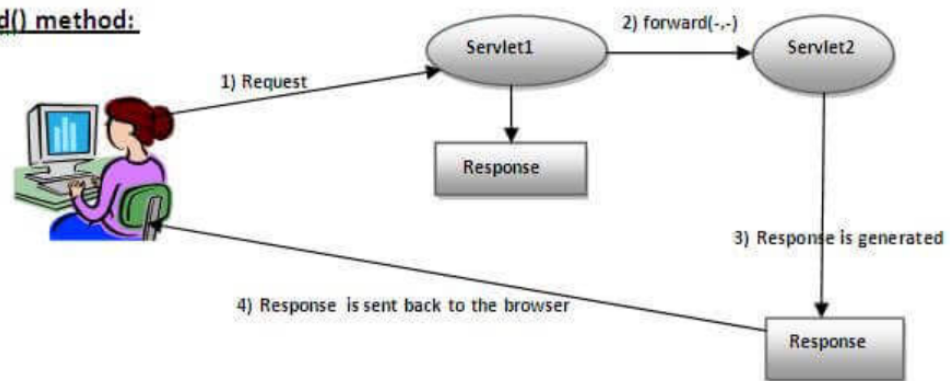 d() method:
2) forward(-,-)
Servlet1
Servlet2
1) Request
Response
3) Response is generated
4) Response is sent back to the browser
Response